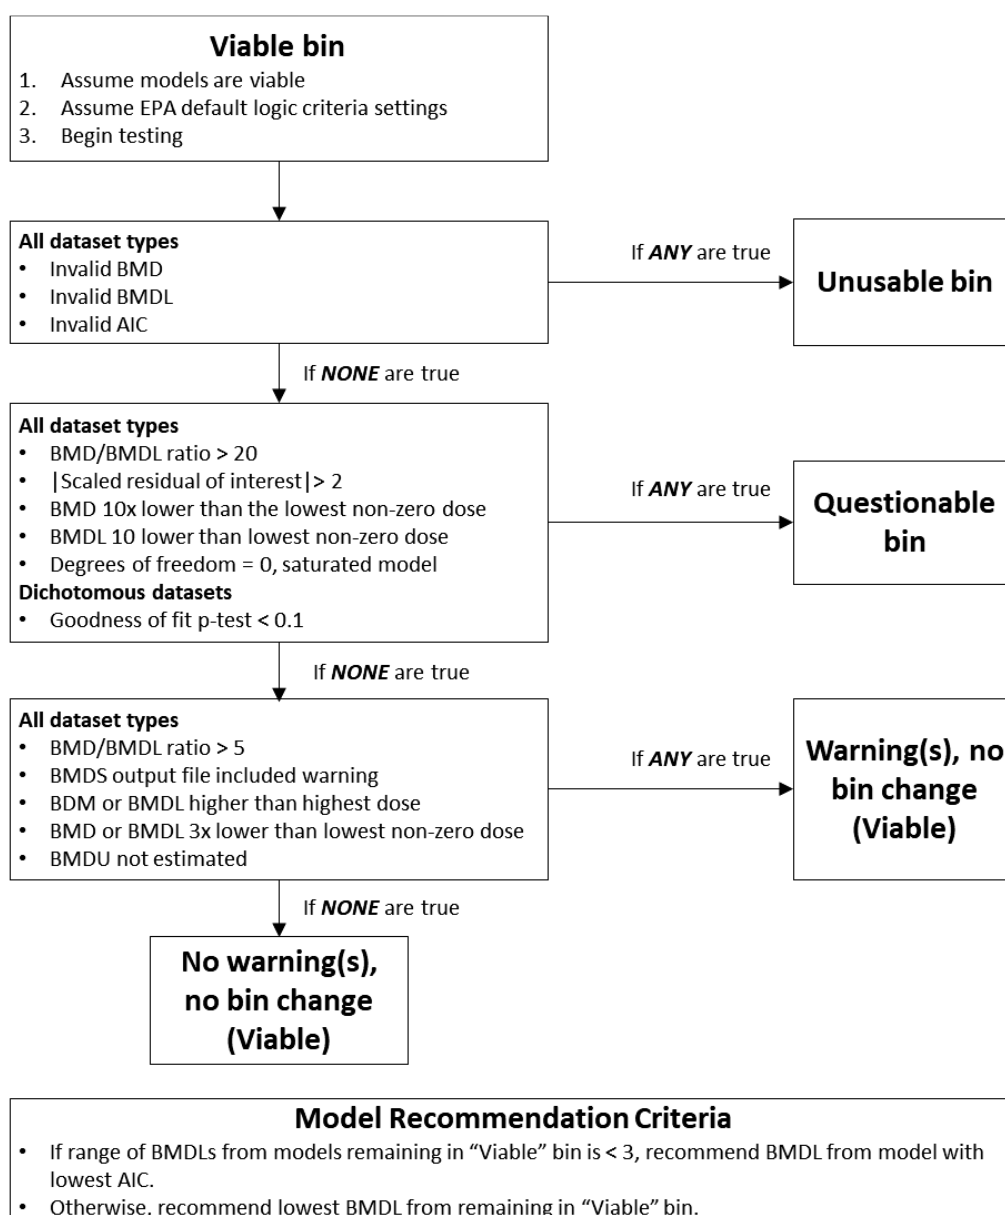 Viable bin
1. Assume models are viable
2. Assume EPA default logic criteria settings
3. Begin testing
All dataset types
• Invalid BMD
• Invalid BMDL
• Invalid AIC
If ANY are true
Unusable bin
If NONE are true
All dataset types
• BMD/BMDL ratio > 20
• |Scaled residual of interest|> 2
• BMD 10x lower than the lowest non-zero dose
• BMDL 10 lower than lowest non-zero dose
• Degrees of freedom = 0, saturated model
Dichotomous datasets
• Goodness of fit p-test < 0.1
If ANY are true
Questionable
bin
If NONE are true
All dataset types
• BMD/BMDL ratio > 5
• BMDS output file included warning
• BDM or BMDL higher than highest dose
• BMD or BMDL 3x lower than lowest non-zero dose
• BMDU not estimated
If ANY are true
Warning(s), no
bin change
(Viable)
If NONE are true
No warning(s),
no bin change
(Viable)
Model Recommendation Criteria
• If range of BMDLs from models remaining in “Viable” bin is < 3, recommend BMDL from model with
lowest AIC.
• Otherwise, recommend lowest BMDL from remaining in “Viable” bin.